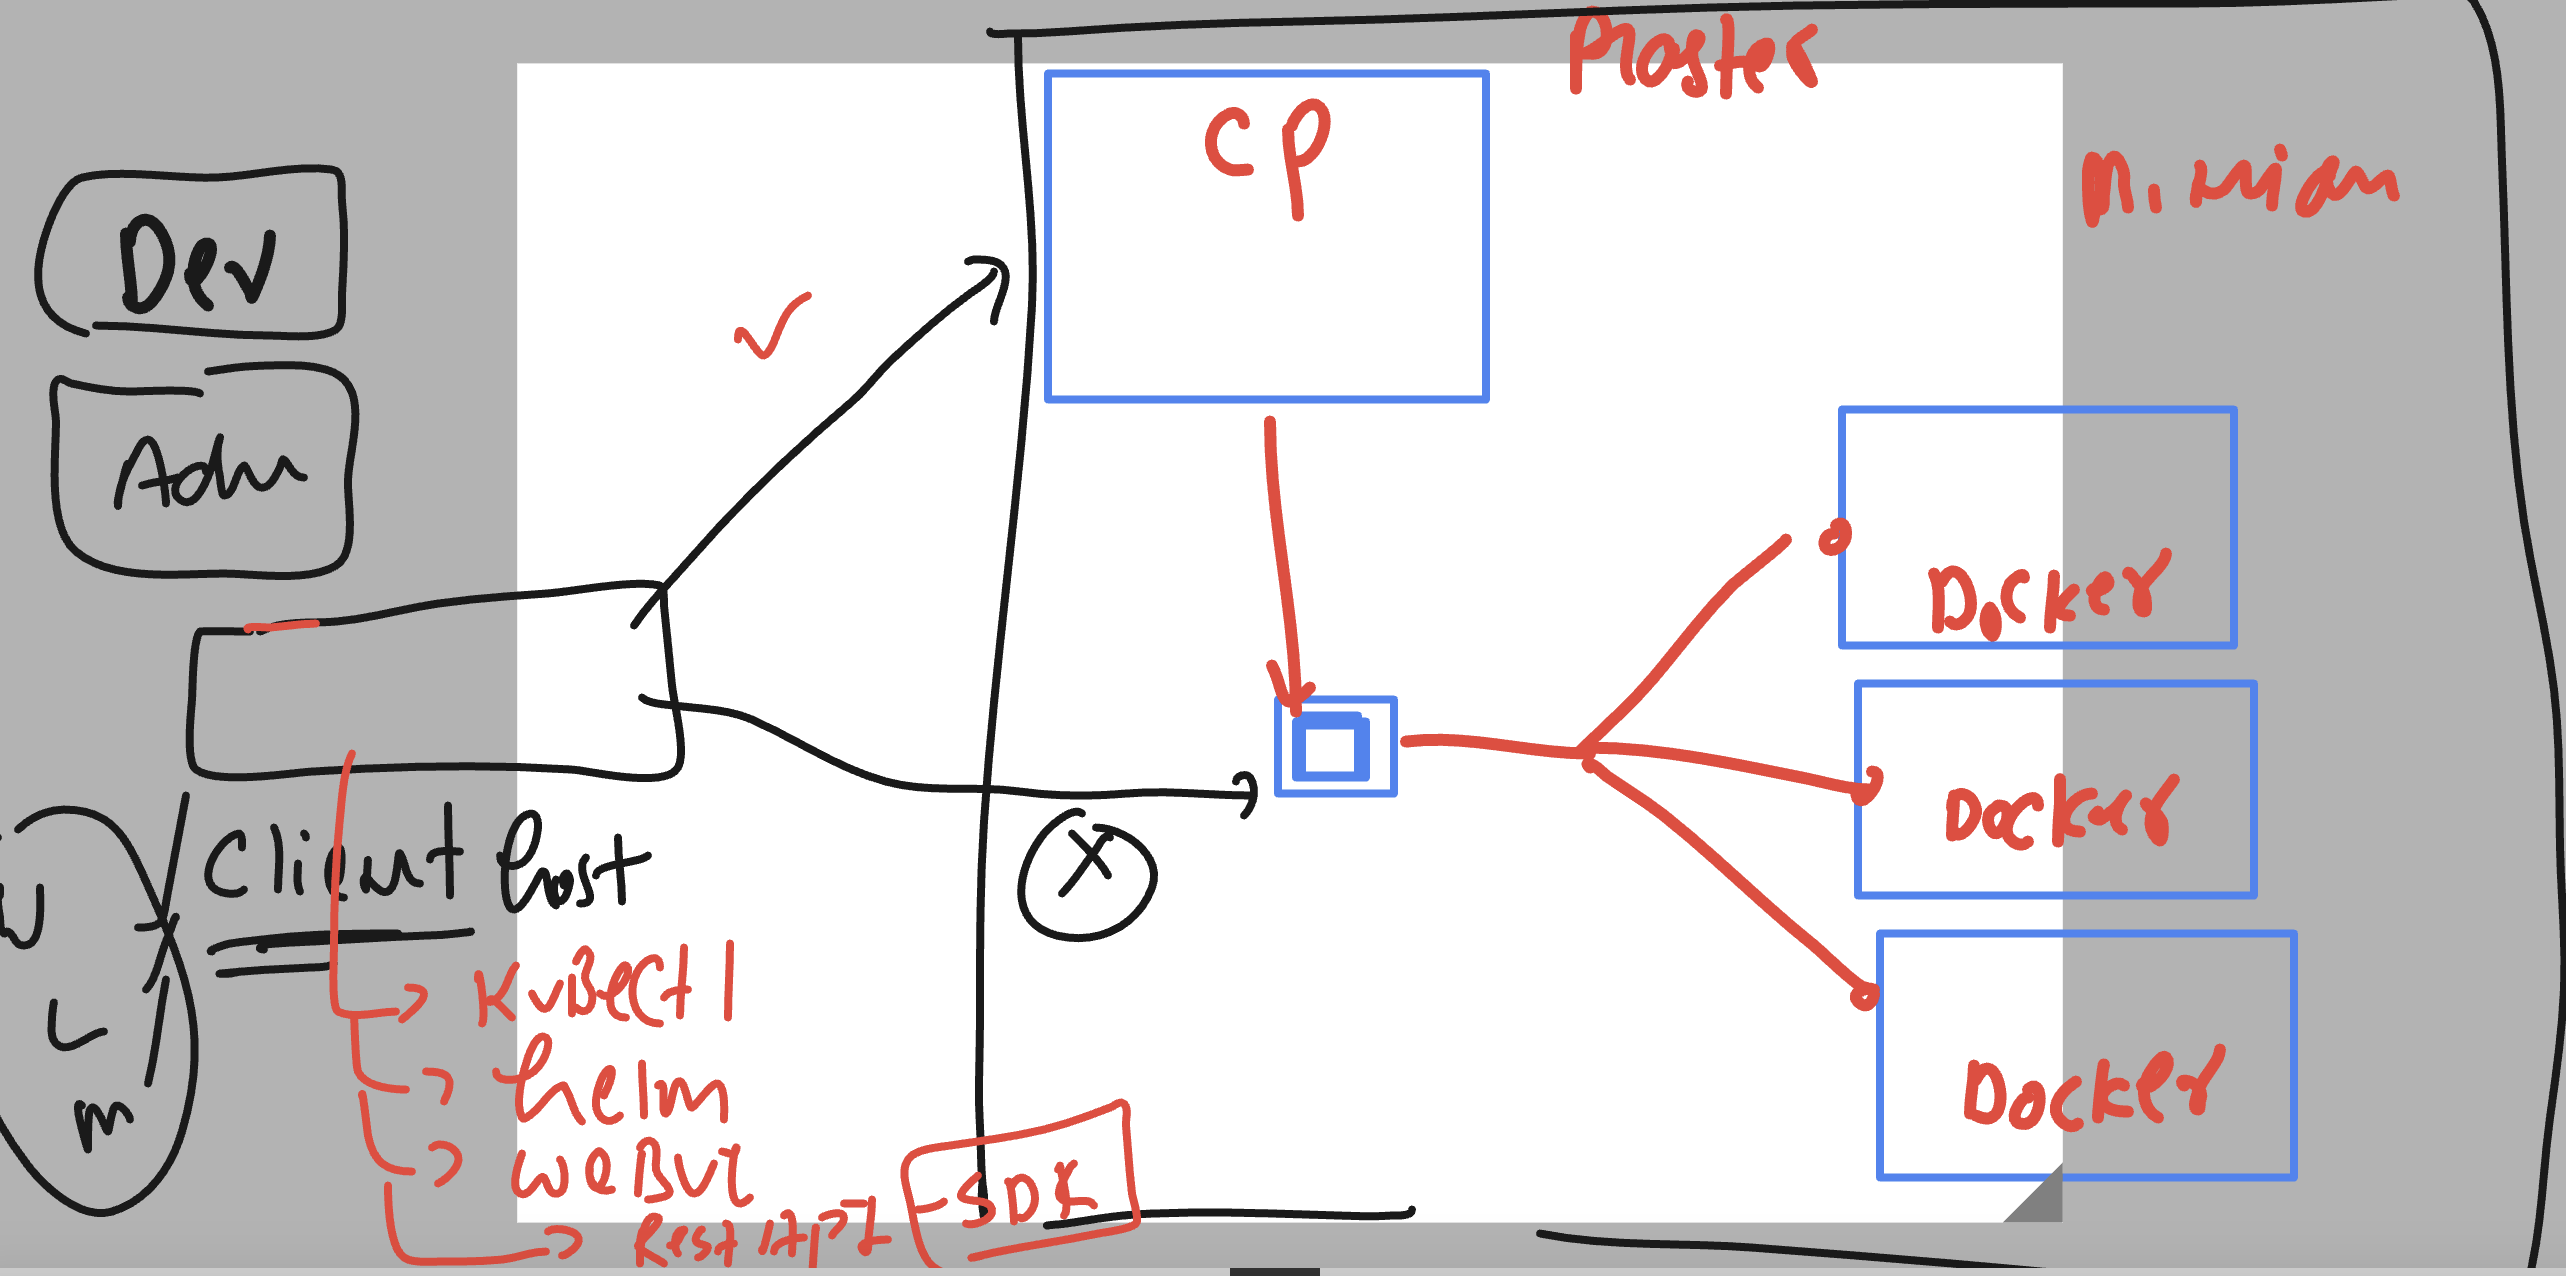 Master
CP
M. minion
Dev
Adm
Docker
Docker
X
Client host
U
L
m
Kubectl
helm
Docker
WeBUI
Rest API - SDK